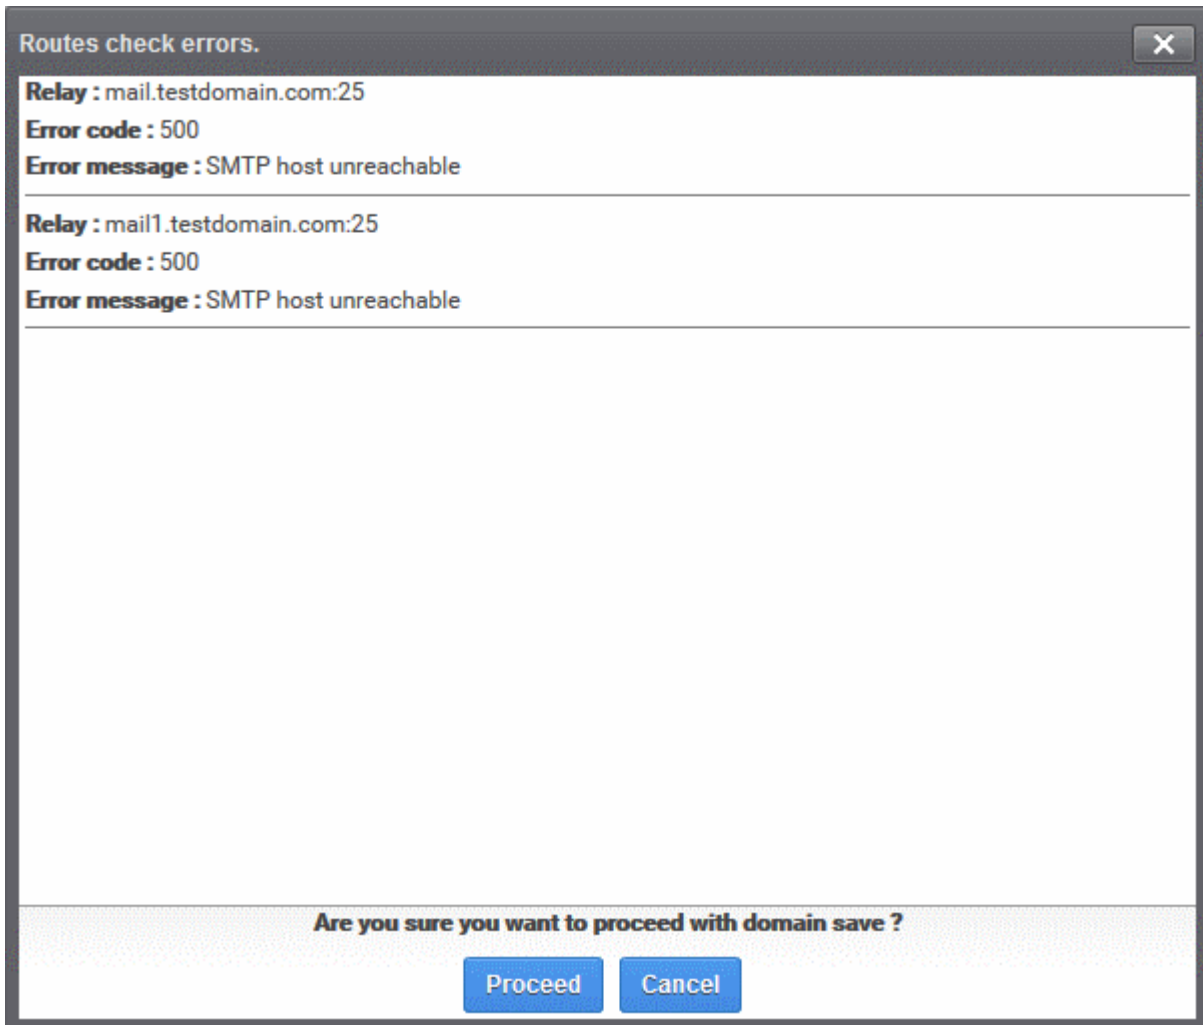 Routes check errors.
Relay : mail.testdomain.com:25
Error code : 500
Error message : SMTP host unreachable
Relay : mail1.testdomain.com:25
Error code : 500
Error message : SMTP host unreachable
Are you sure you want to proceed with domain save ?
Proceed Cancel